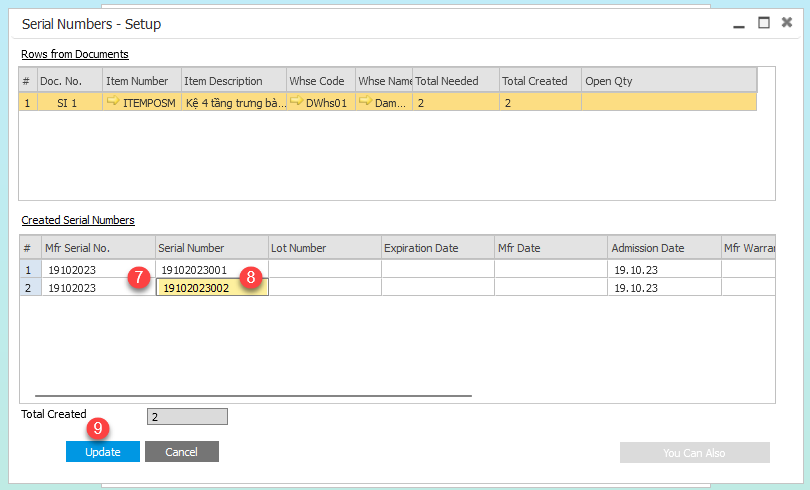 Serial Numbers - Setup
Rows from Documents
# Doc. No. Item Number Item Description Whse Code Whse Name Total Needed Total Created Open Qty
1 SI 1 ITEMPOSM Kệ 4 tầng trưng bà... DWhs01 Dam... 2 2
Created Serial Numbers
# Mfr Serial No. Serial Number Lot Number Expiration Date Mfr Date Admission Date Mfr Warra
1 19102023 19102023001 19.10.23
7 8
2 19102023 19102023002 19.10.23
Total Created 2
9
Update Cancel You Can Also